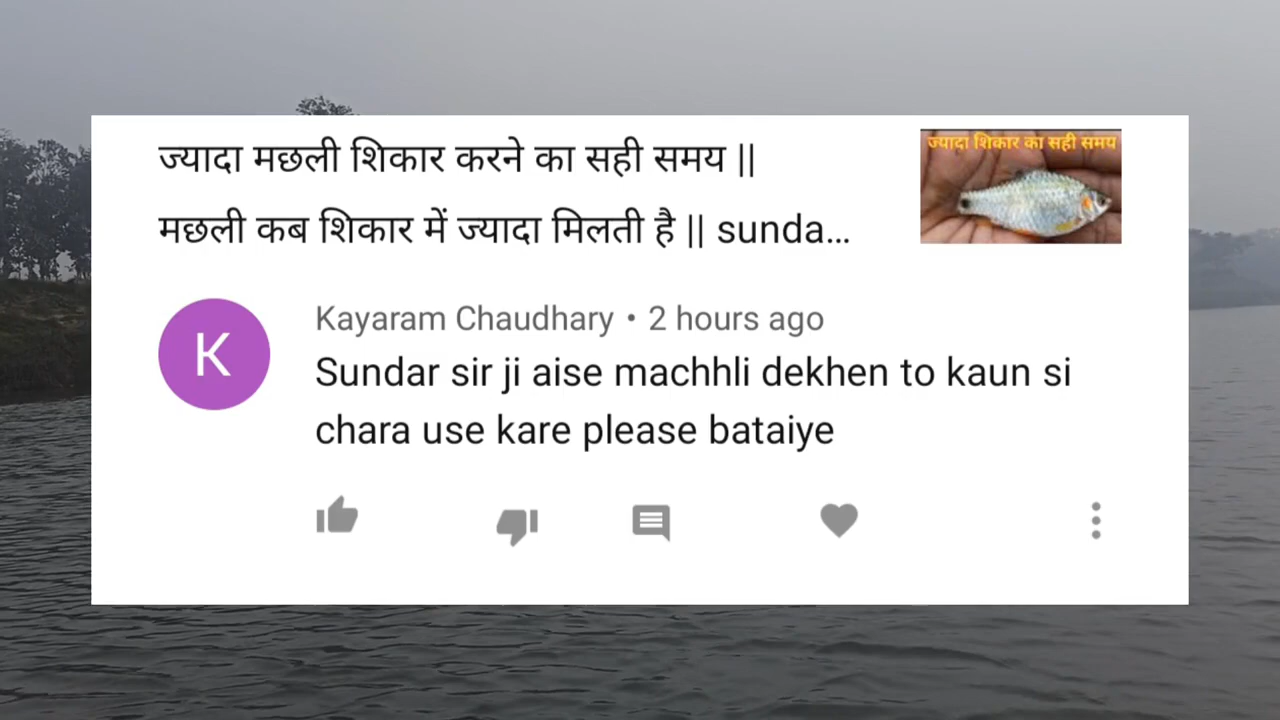 ज्यादा मछली शिकार करने का सही समय ||
मछली कब शिकार में ज्यादा मिलती है || sunda...
ज्यादा शिकार का सही समय
K
Kayaram Chaudhary • 2 hours ago
Sundar sir ji aise machhli dekhen to kaun si
chara use kare please bataiye